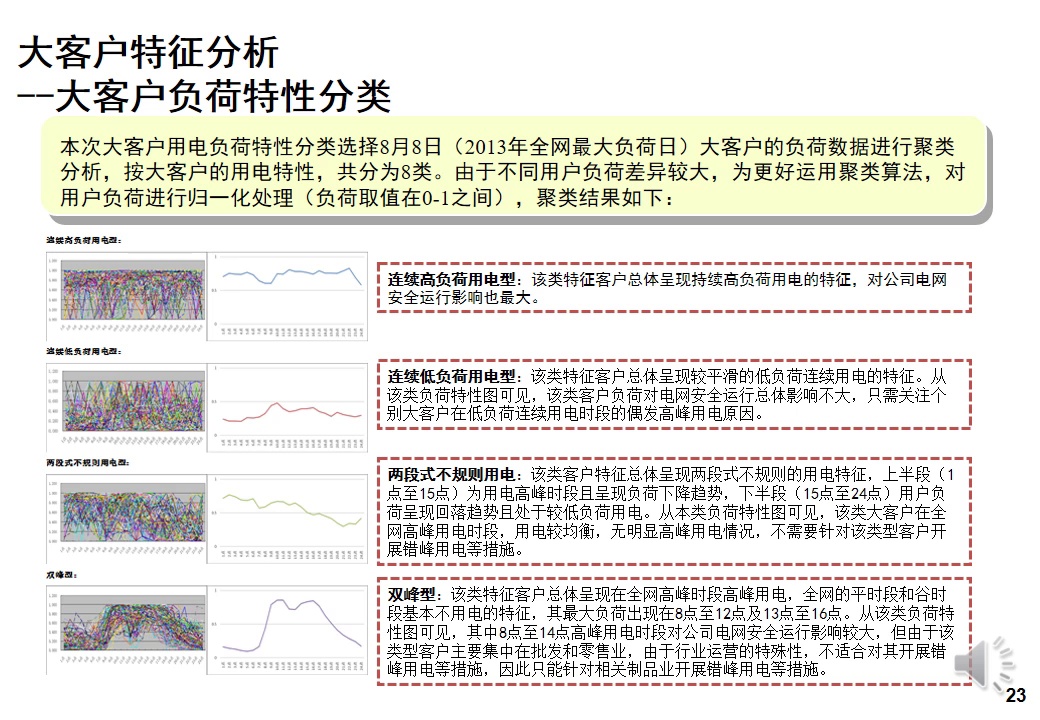 大客户特征分析
--大客户负荷特性分类
本次大客户用电负荷特性分类选择8月8日（2013年全网最大负荷日）大客户的负荷数据进行聚类
分析，按大客户的用电特性，共分为8类。由于不同用户负荷差异较大，为更好运用聚类算法，对
用户负荷进行归一化处理（负荷取值在0-1之间），聚类结果如下：
连续高负荷用电型：
连续高负荷用电型：该类特征客户总体呈现持续高负荷用电的特征，对公司电网
安全运行影响也最大。
连续低负荷用电型：
连续低负荷用电型：该类特征客户总体呈现较平滑的低负荷连续用电的特征。从
该类负荷特性图可见，该类客户负荷对电网安全运行总体影响不大，只需关注个
别大客户在低负荷连续用电时段的偶发高峰用电原因。
两段式不规则用电型：
两段式不规则用电：该类客户特征总体呈现两段式不规则的用电特征，上半段（1
点至15点）为用电高峰时段且呈现负荷下降趋势，下半段（15点至24点）用户负
荷呈现回落趋势且处于较低负荷用电。从本类负荷特性图可见，该类大客户在全
网高峰用电时段，用电较均衡，无明显高峰用电情况，不需要针对该类型客户开
展错峰用电等措施。
双峰型：
双峰型：该类特征客户总体呈现在全网高峰时段高峰用电，全网的平时段和谷时
段基本不用电的特征，其最大负荷出现在8点至12点及13点至16点。从该类负荷特
性图可见，其中8点至14点高峰用电时段对公司电网安全运行影响较大，但由于该
类型客户主要集中在批发和零售业，由于行业运营的特殊性，不适合对其开展错
峰用电等措施，因此只能针对相关制品业开展错峰用电等措施。
23